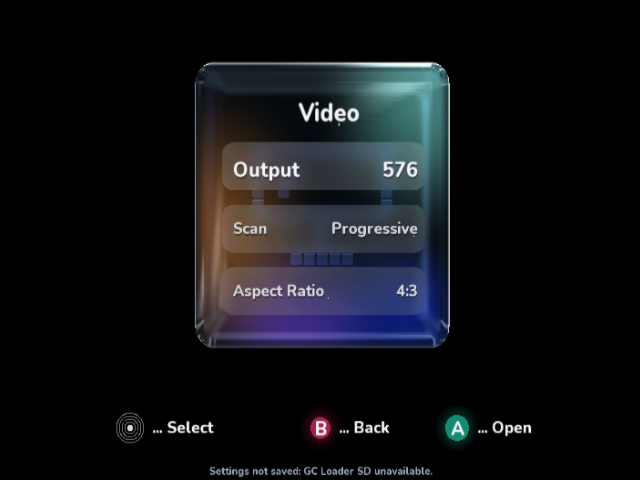 Video
Output 576
Scan Progressive
Aspect Ratio 4:3
... Select B ... Back A ... Open
Settings not saved: GC Loader SD unavailable.